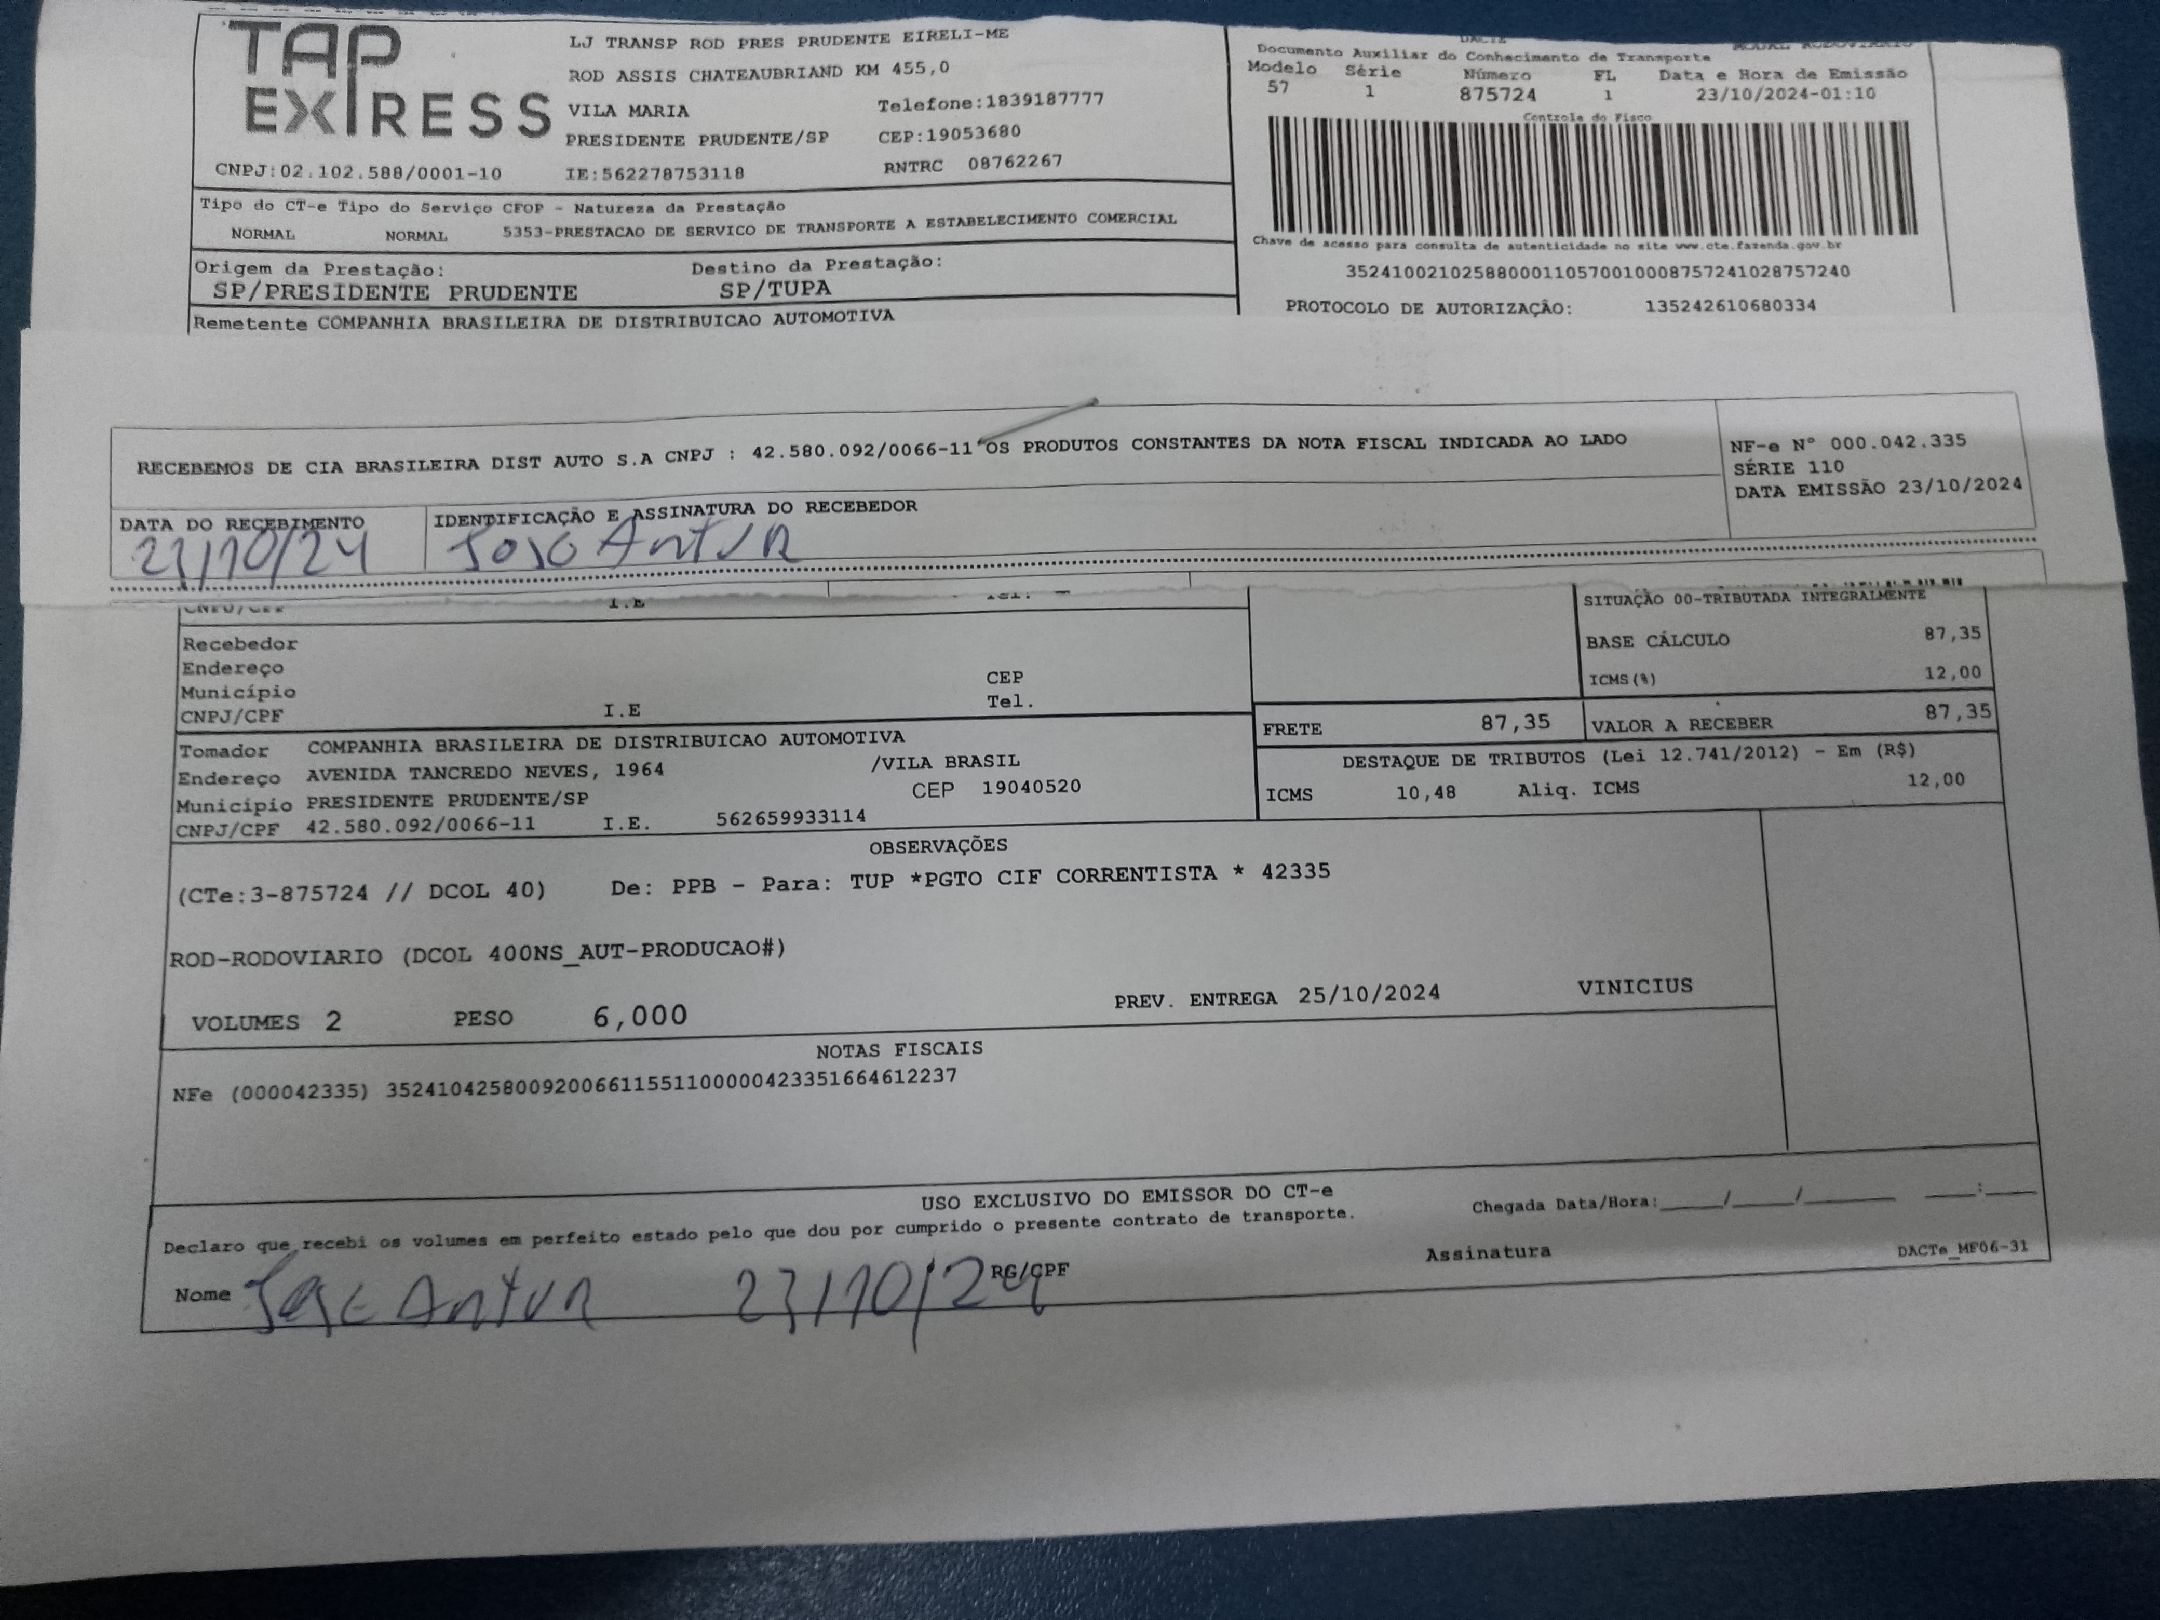 TAP EXPRESS
LJ TRANSP ROD PRES PRUDENTE EIRELI-ME
ROD ASSIS CHATEAUBRIAND KM 455,0
VILA MARIA Telefone:1839187777
PRESIDENTE PRUDENTE/SP CEP:19053680
CNPJ:02.102.588/0001-10 IE:562278753118 RNTRC 08762267
DACTE MODAL RODOVIARIO
Documento Auxiliar do Conhecimento de Transporte
Modelo Série Número FL Data e Hora de Emissão
57 1 875724 1 23/10/2024-01:10
Controle do Fisco
Chave de acesso para consulta de autenticidade no site www.cte.fazenda.gov.br
35241002102588000110570010008757241028757240
PROTOCOLO DE AUTORIZAÇÃO: 135242610680334
Tipo do CT-e Tipo do Serviço CFOP - Natureza da Prestação
NORMAL NORMAL 5353-PRESTACAO DE SERVICO DE TRANSPORTE A ESTABELECIMENTO COMERCIAL
Origem da Prestação: Destino da Prestação:
SP/PRESIDENTE PRUDENTE SP/TUPA
Remetente COMPANHIA BRASILEIRA DE DISTRIBUICAO AUTOMOTIVA
RECEBEMOS DE CIA BRASILEIRA DIST AUTO S.A CNPJ : 42.580.092/0066-11 OS PRODUTOS CONSTANTES DA NOTA FISCAL INDICADA AO LADO
NF-e Nº 000.042.335
SÉRIE 110
DATA EMISSÃO 23/10/2024
DATA DO RECEBIMENTO IDENTIFICAÇÃO E ASSINATURA DO RECEBEDOR
23/10/24
CNPJ/CPF I.E Tel.
Recebedor
Endereço
Município CEP
CNPJ/CPF I.E Tel.
SITUAÇÃO 00-TRIBUTADA INTEGRALMENTE
BASE CÁLCULO 87,35
ICMS(%) 12,00
FRETE 87,35 VALOR A RECEBER 87,35
DESTAQUE DE TRIBUTOS (Lei 12.741/2012) - Em (R$)
ICMS 10,48 Aliq. ICMS 12,00
Tomador COMPANHIA BRASILEIRA DE DISTRIBUICAO AUTOMOTIVA
Endereço AVENIDA TANCREDO NEVES, 1964 /VILA BRASIL
Município PRESIDENTE PRUDENTE/SP CEP 19040520
CNPJ/CPF 42.580.092/0066-11 I.E. 562659933114
OBSERVAÇÕES
(CTe:3-875724 // DCOL 40) De: PPB - Para: TUP *PGTO CIF CORRENTISTA * 42335
ROD-RODOVIARIO (DCOL 400NS_AUT-PRODUCAO#)
VOLUMES 2 PESO 6,000 PREV. ENTREGA 25/10/2024 VINICIUS
NOTAS FISCAIS
NFe (000042335) 35241042580092006611551100000423351664612237
USO EXCLUSIVO DO EMISSOR DO CT-e
Declaro que recebi os volumes em perfeito estado pelo que dou por cumprido o presente contrato de transporte.
Chegada Data/Hora:____/____/______ ____:____
Nome 23/10/24 RG/CPF Assinatura DACTe_MF06-31